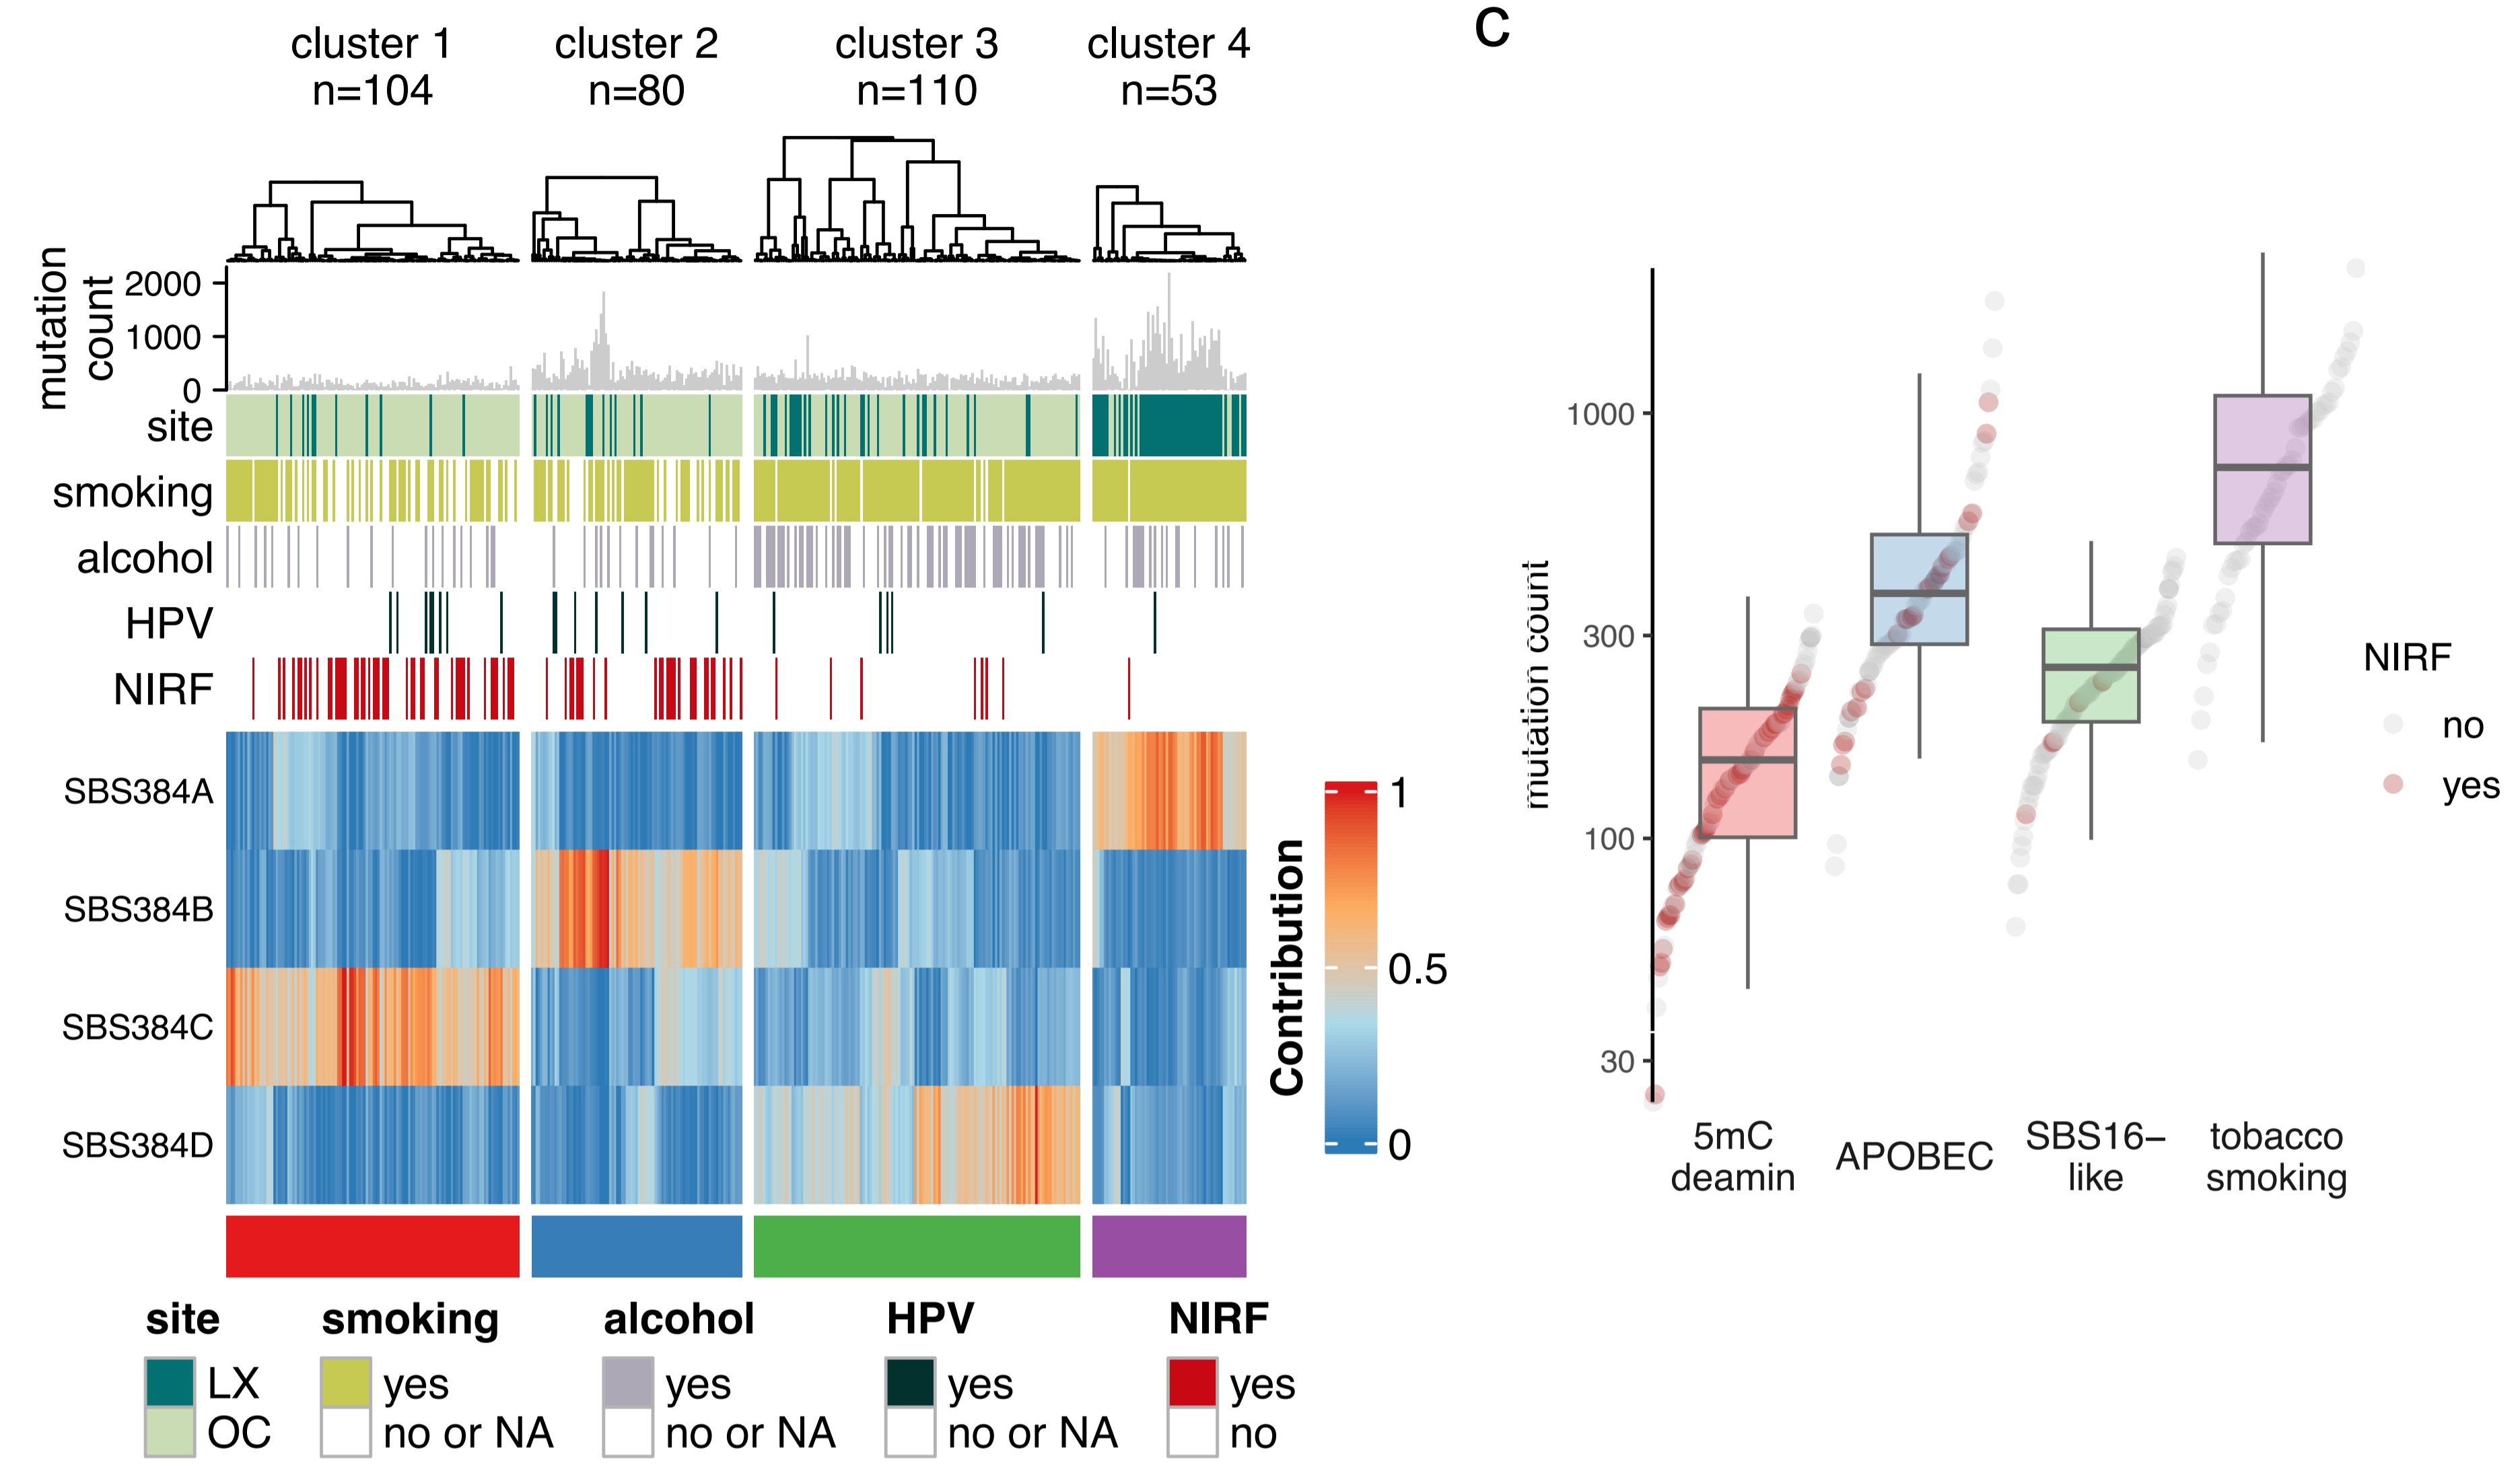 cluster 1
n=104
cluster 2
n=80
cluster 3
n=110
cluster 4
n=53
mutation
count
2000
1000
0
site
smoking
alcohol
HPV
NIRF
SBS384A
SBS384B
SBS384C
SBS384D
Contribution
1
0.5
0
site
LX
OC
smoking
yes
no or NA
alcohol
yes
no or NA
HPV
yes
no or NA
NIRF
yes
no
C
mutation count
1000
300
100
30
5mC
deamin
APOBEC
SBS16–
like
tobacco
smoking
NIRF
no
yes